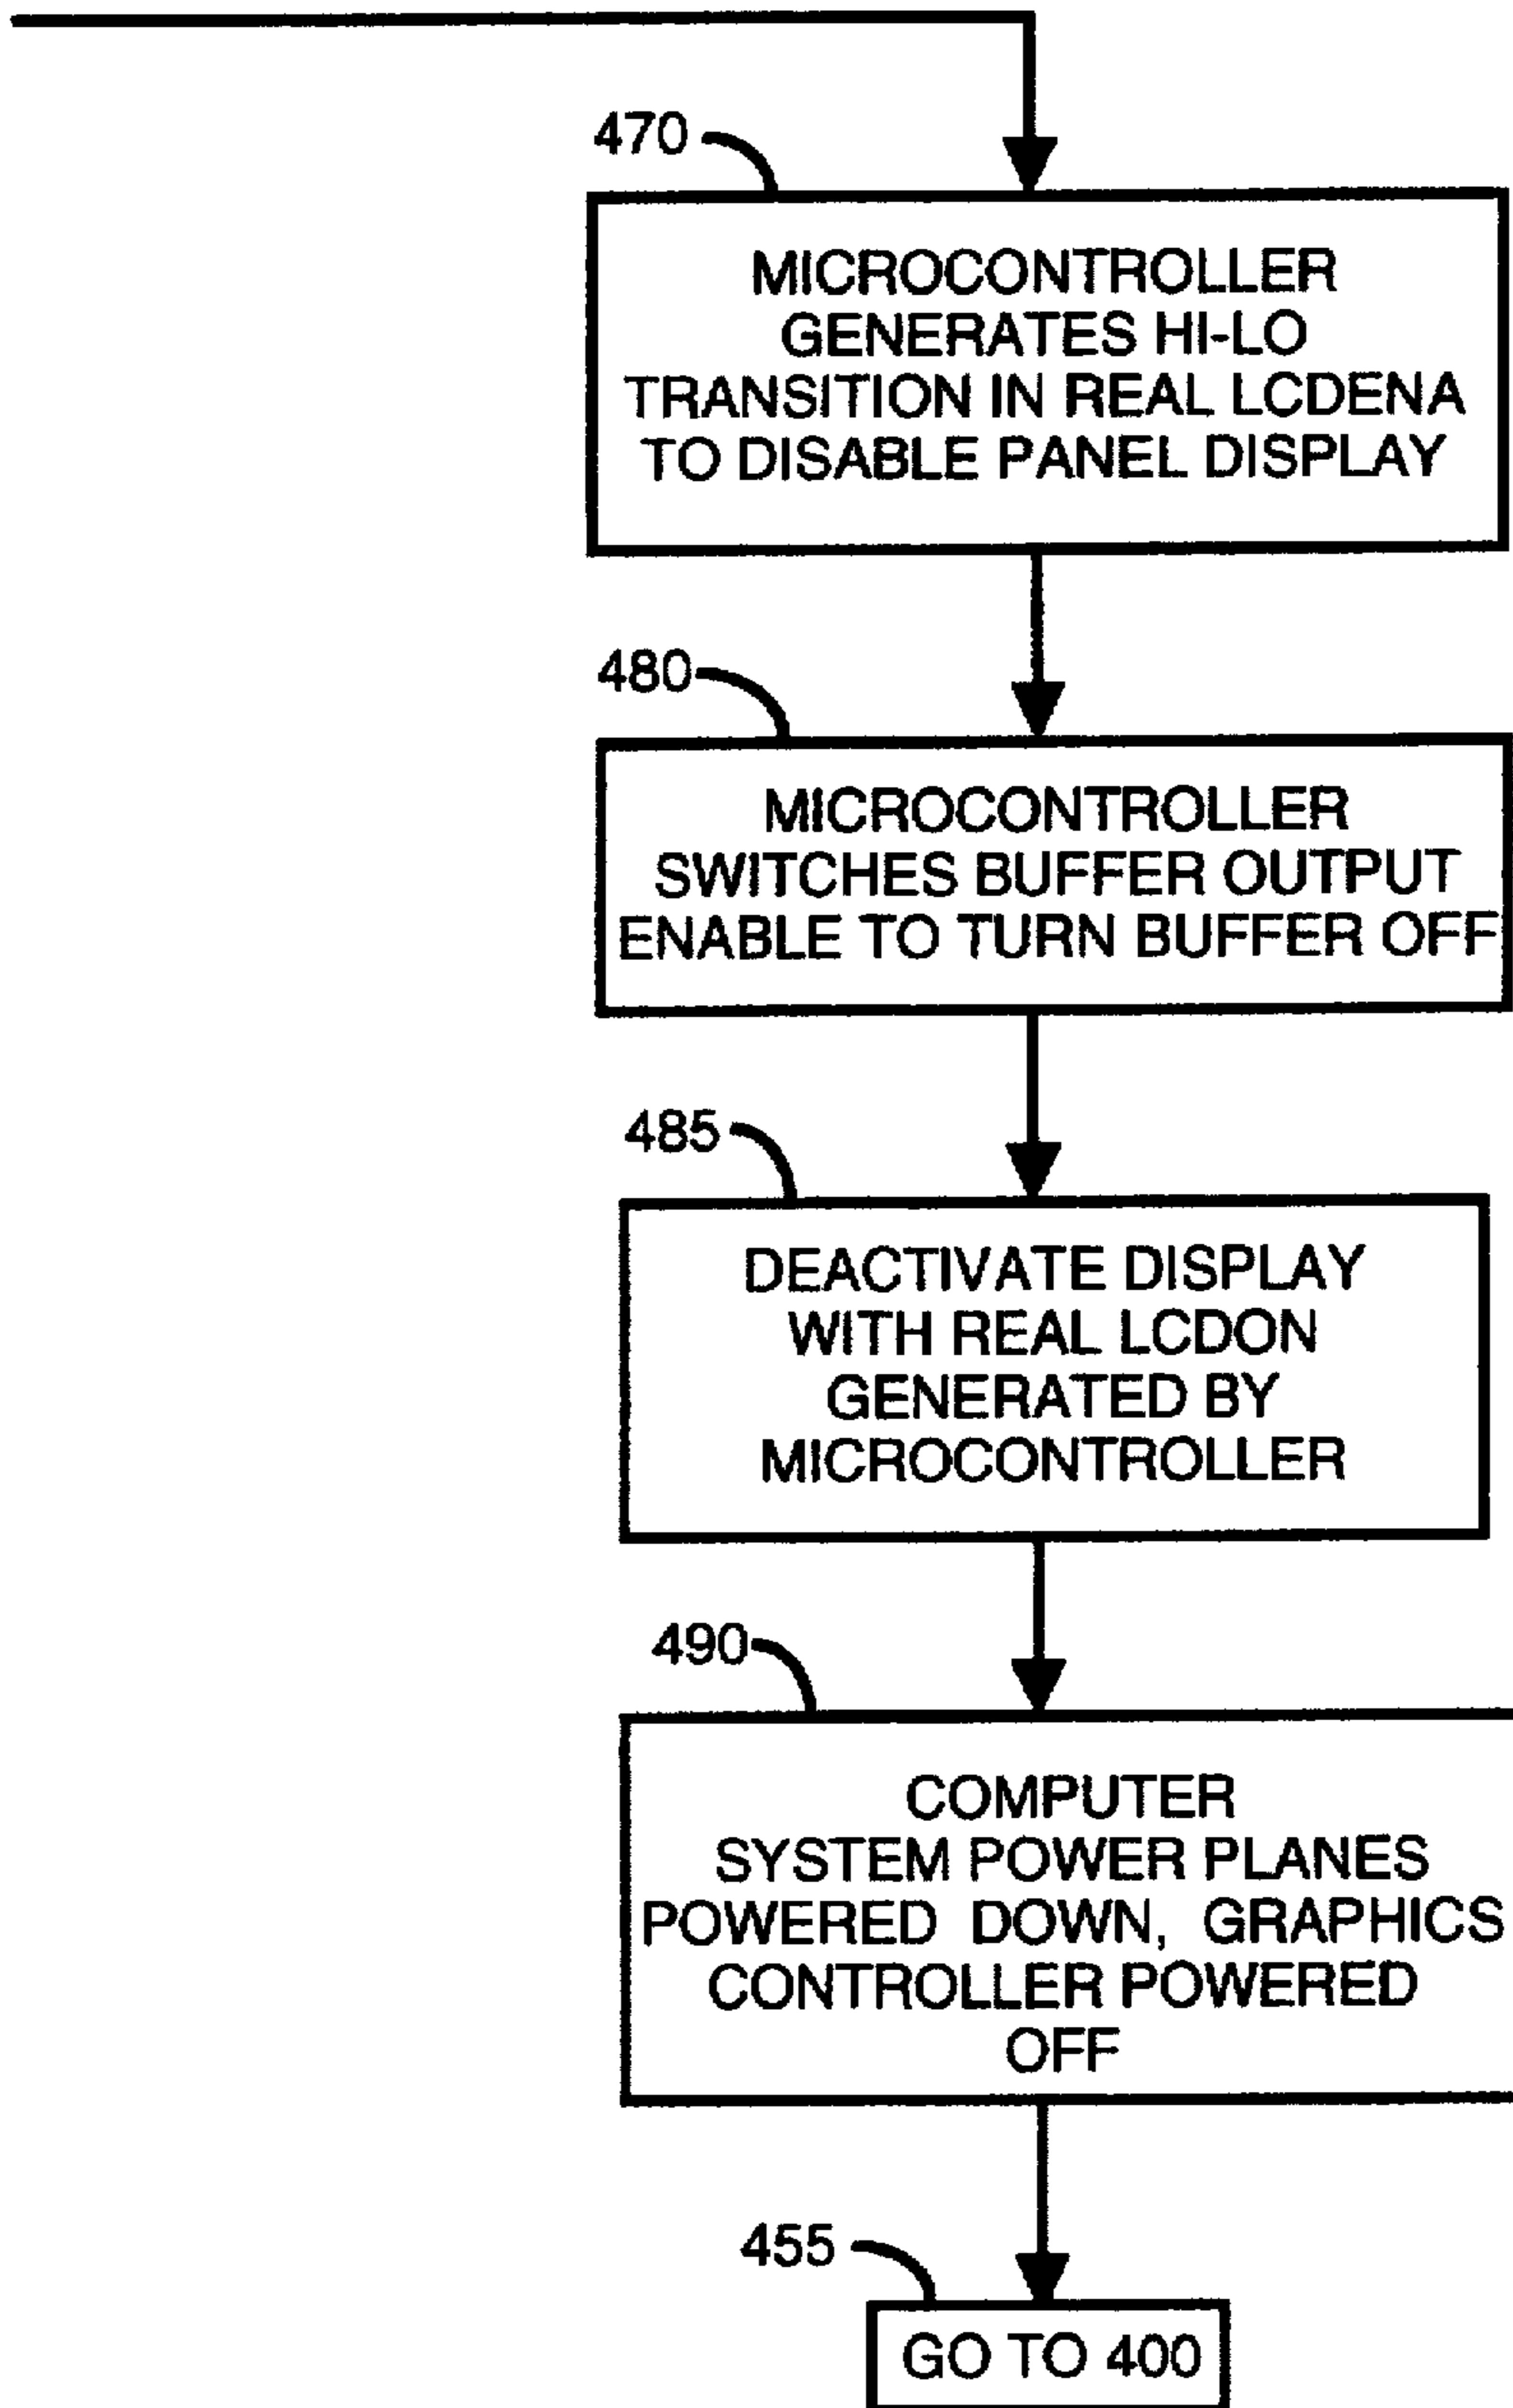 470
MICROCONTROLLER
GENERATES HI-LO
TRANSITION IN REAL LCDENA
TO DISABLE PANEL DISPLAY
480
MICROCONTROLLER
SWITCHES BUFFER OUTPUT
ENABLE TO TURN BUFFER OFF
485
DEACTIVATE DISPLAY
WITH REAL LCDON
GENERATED BY
MICROCONTROLLER
490
COMPUTER
SYSTEM POWER PLANES
POWERED DOWN, GRAPHICS
CONTROLLER POWERED
OFF
455
GO TO 400